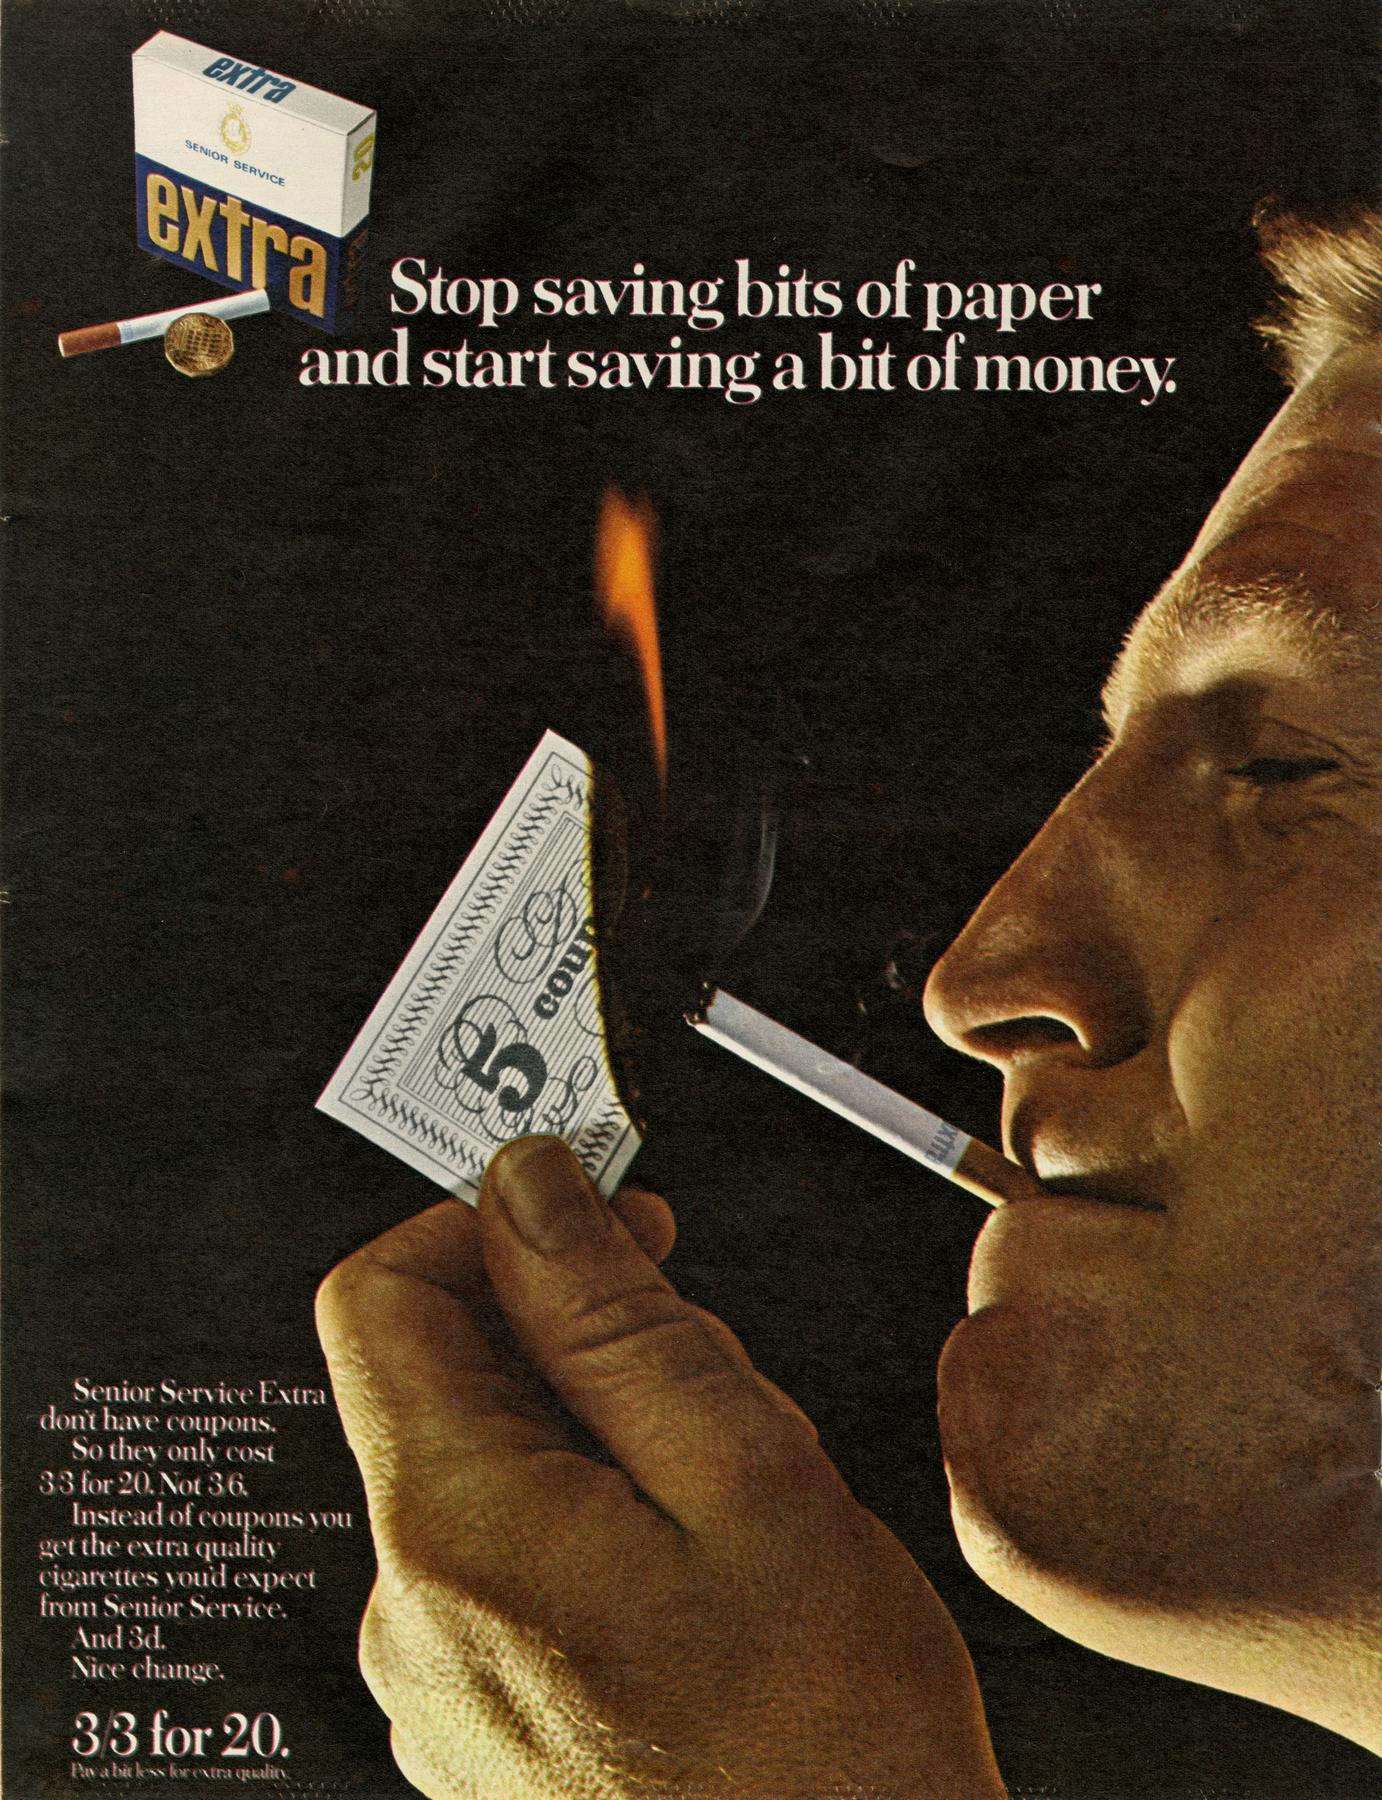 extra
20
SENIOR SERVICE
extra
Stop saving bits of paper
and start saving a bit of money.
5
coup
extra
Senior Service Extra
don't have coupons.
So they only cost
3/3 for 20. Not 3/6.
Instead of coupons you
get the extra quality
cigarettes you'd expect
from Senior Service.
And 3d.
Nice change.
3/3 for 20.
Pay a bit less for extra quality.